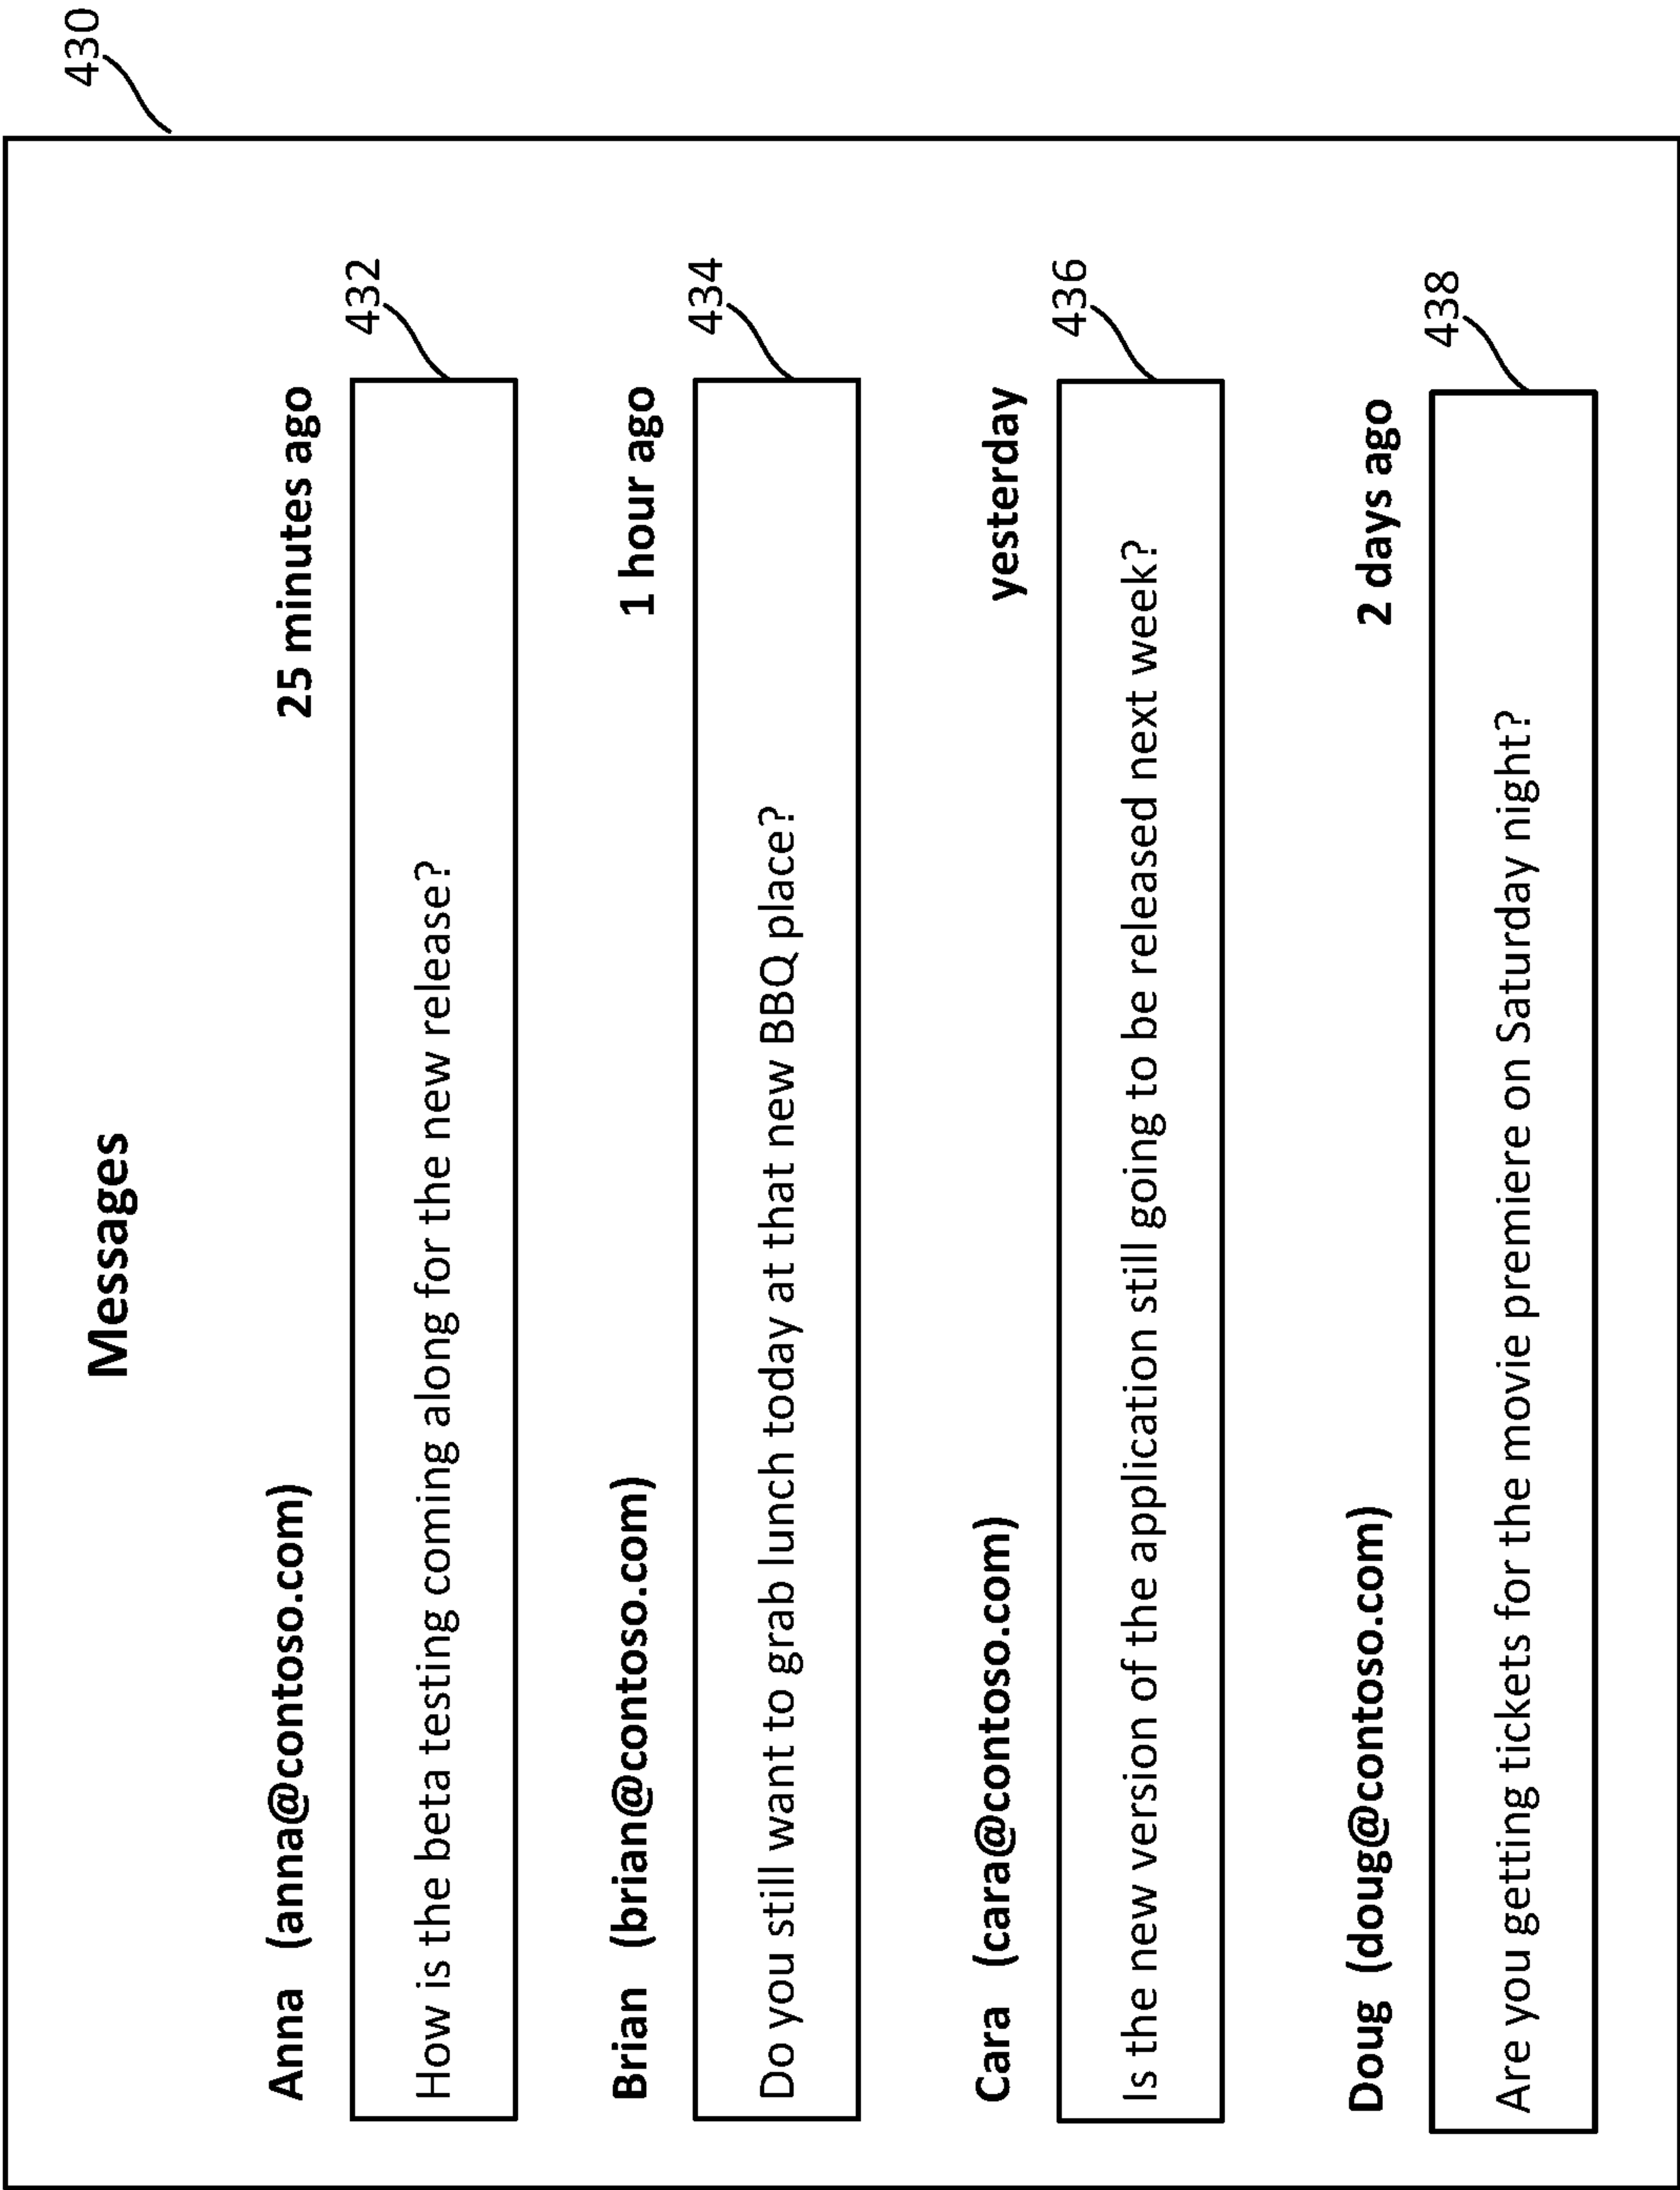 430
Messages
Anna (anna@contoso.com) 25 minutes ago
432
How is the beta testing coming along for the new release?
Brian (brian@contoso.com) 1 hour ago
434
Do you still want to grab lunch today at that new BBQ place?
Cara (cara@contoso.com) yesterday
436
Is the new version of the application still going to be released next week?
Doug (doug@contoso.com) 2 days ago
438
Are you getting tickets for the movie premiere on Saturday night?